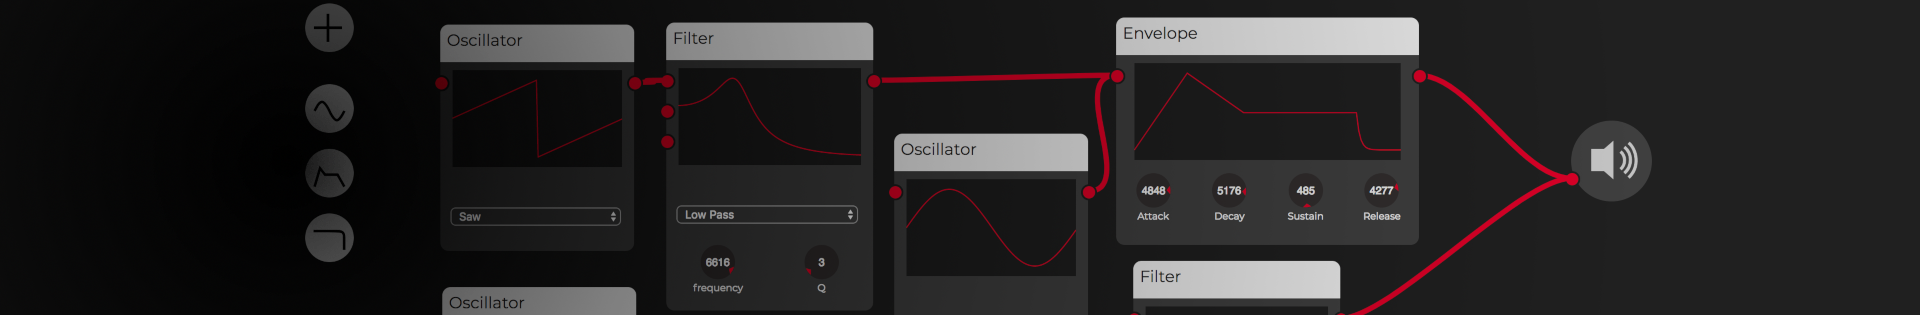 Oscillator
Saw
Filter
Low Pass
6616
frequency
3
Q
Oscillator
Oscillator
Envelope
4848
Attack
5176
Decay
485
Sustain
4277
Release
Filter